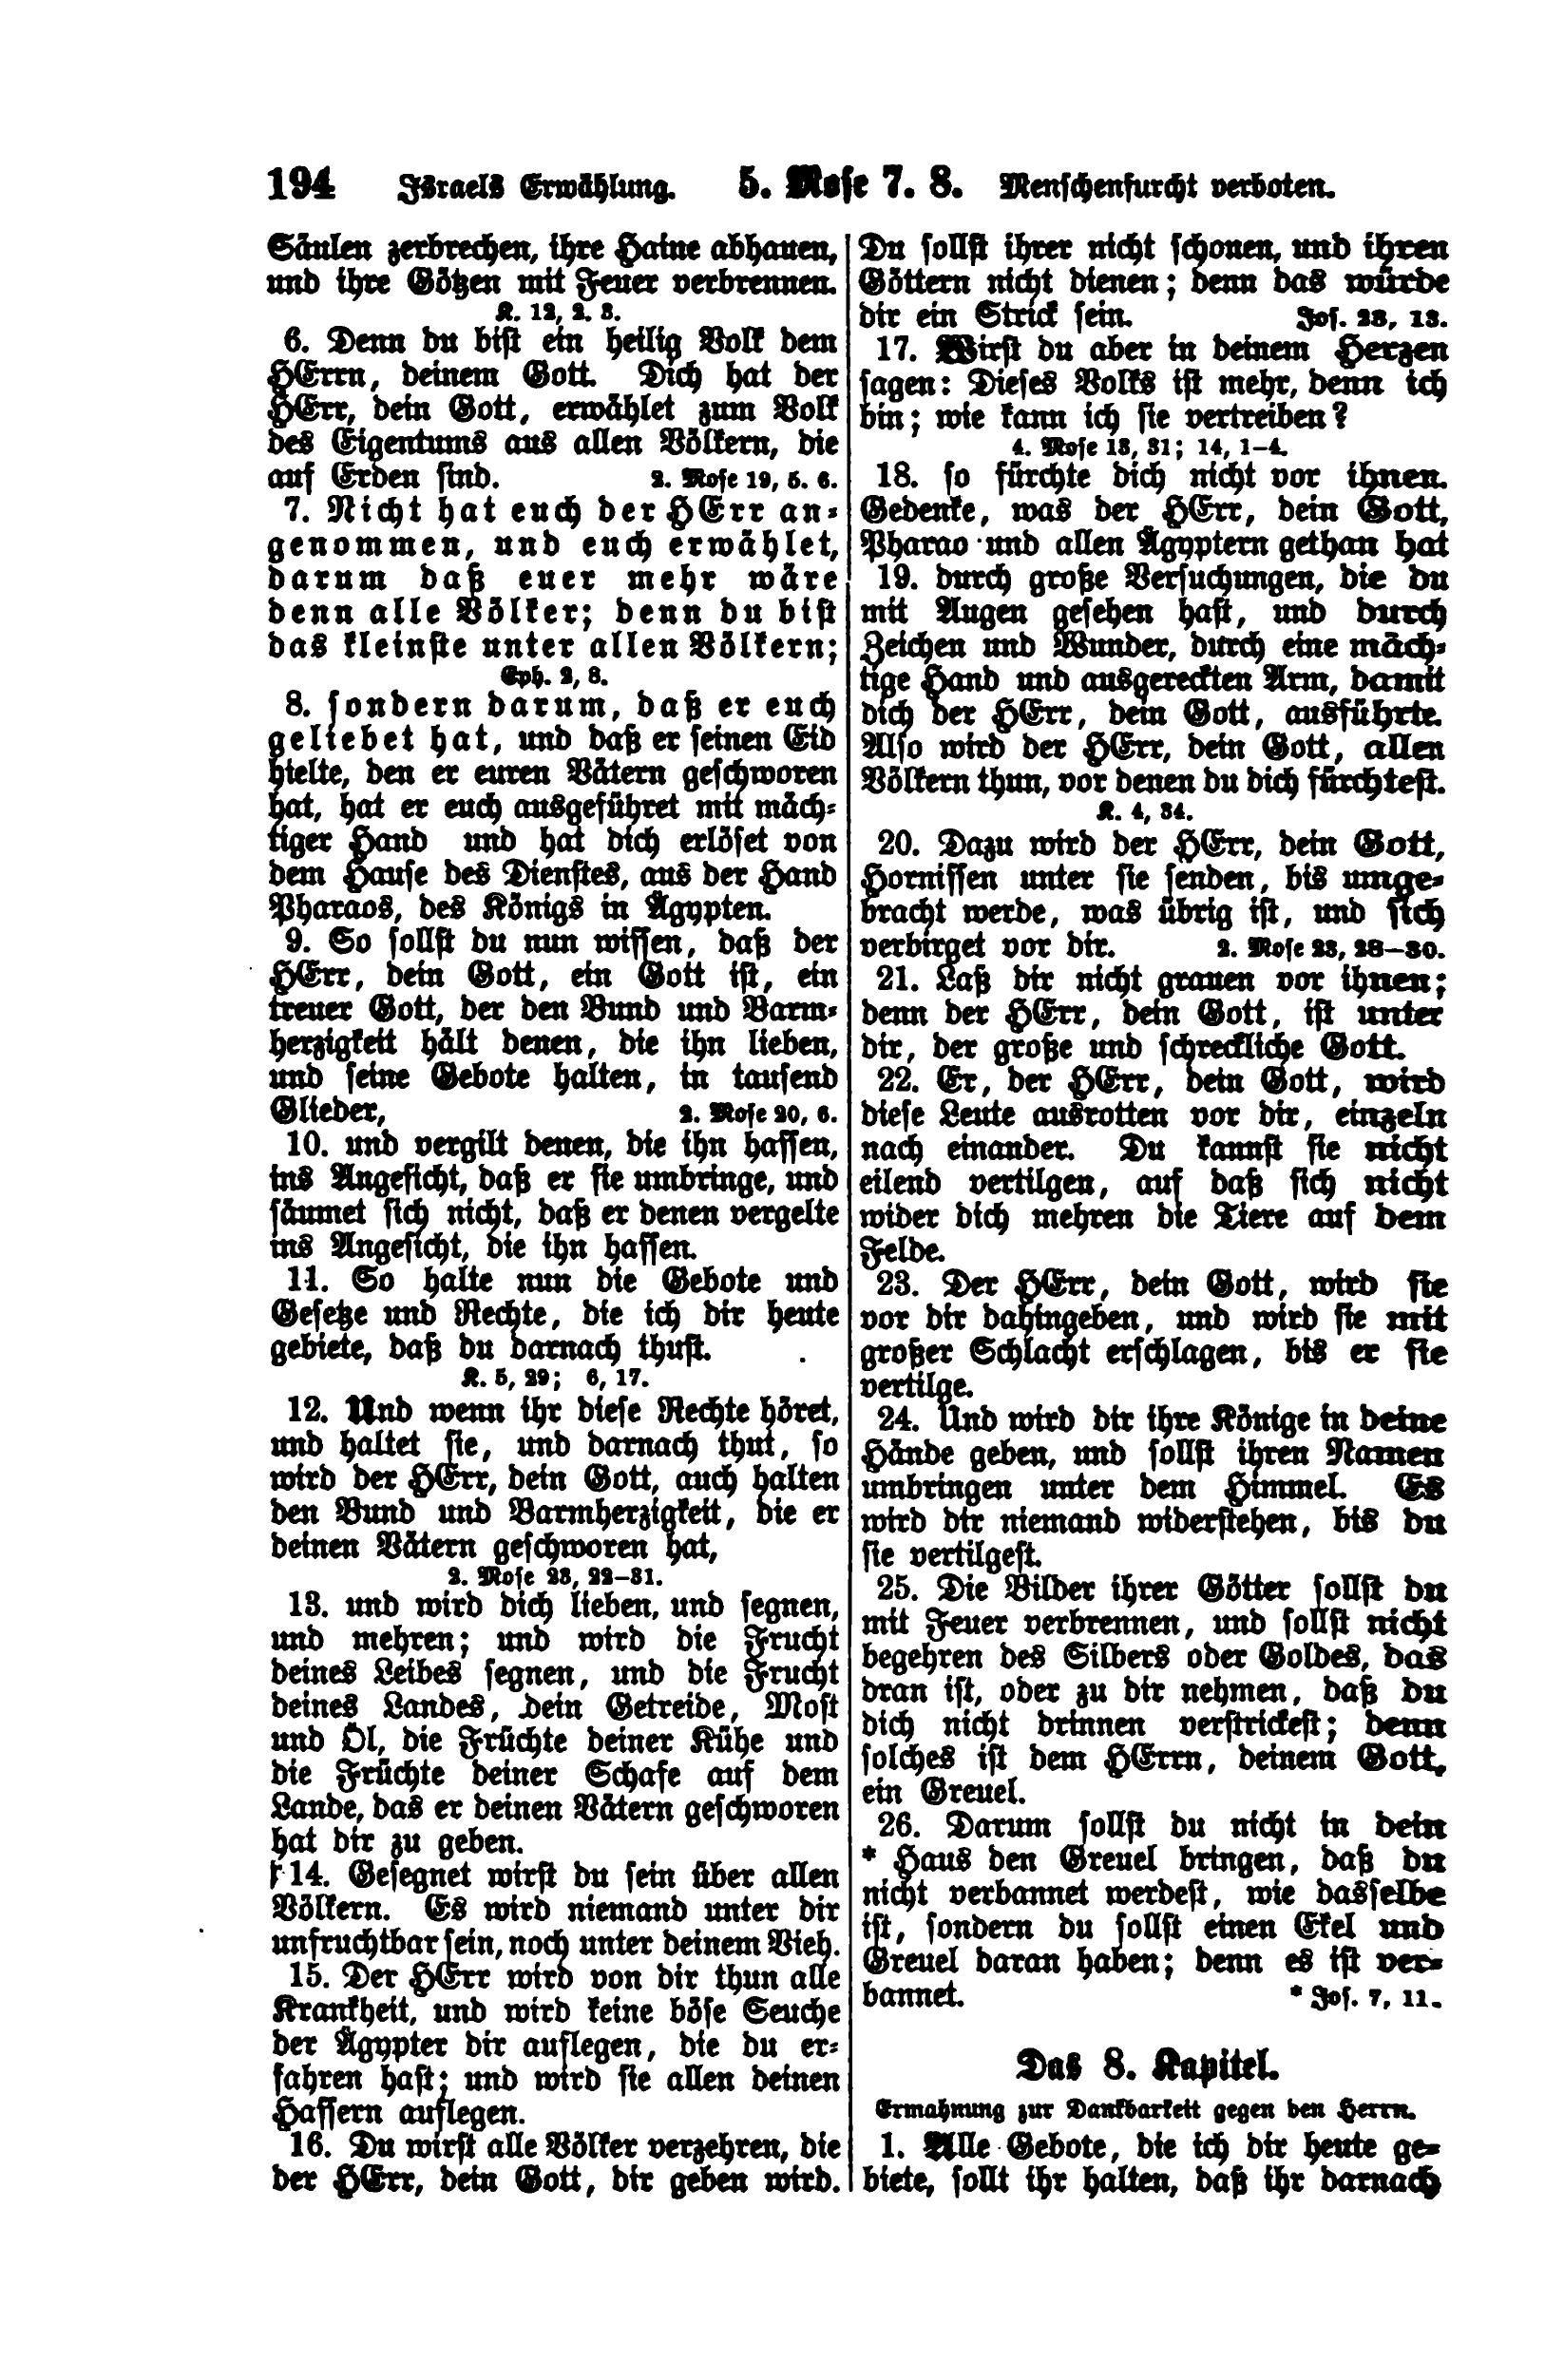 194 Israels Erwählung. 5. Mose 7. 8. Menschenfurcht verboten.
Säulen zerbrechen, ihre Haine abhauen,
und ihre Götzen mit Feuer verbrennen.
K. 12, 2. 3.
6. Denn du bist ein heilig Volk dem
HErrn, deinem Gott. Dich hat der
HErr, dein Gott, erwählet zum Volk
des Eigentums aus allen Völkern, die
auf Erden sind. 2. Mose 19, 5. 6.
7. Nicht hat euch der HErr an-
genommen, und euch erwählet,
darum daß euer mehr wäre
denn alle Völker; denn du bist
das kleinste unter allen Völkern;
Eph. 2, 8.
8. sondern darum, daß er euch
geliebet hat, und daß er seinen Eid
hielte, den er euren Vätern geschworen
hat, hat er euch ausgeführet mit mäch-
tiger Hand und hat dich erlöset von
dem Hause des Dienstes, aus der Hand
Pharaos, des Königs in Ägypten.
9. So sollst du nun wissen, daß der
HErr, dein Gott, ein Gott ist, ein
treuer Gott, der den Bund und Barm-
herzigkeit hält denen, die ihn lieben,
und seine Gebote halten, in tausend
Glieder, 2. Mose 20, 6.
10. und vergilt denen, die ihn hassen,
ins Angesicht, daß er sie umbringe, und
säumet sich nicht, daß er denen vergelte
ins Angesicht, die ihn hassen.
11. So halte nun die Gebote und
Gesetze und Rechte, die ich dir heute
gebiete, daß du darnach thust.
K. 5, 29; 6, 17.
12. Und wenn ihr diese Rechte höret,
und haltet sie, und darnach thut, so
wird der HErr, dein Gott, auch halten
den Bund und Barmherzigkeit, die er
deinen Vätern geschworen hat,
2. Mose 23, 22–31.
13. und wird dich lieben, und segnen,
und mehren; und wird die Frucht
deines Leibes segnen, und die Frucht
deines Landes, dein Getreide, Most
und Öl, die Früchte deiner Kühe und
die Früchte deiner Schafe auf dem
Lande, das er deinen Vätern geschworen
hat dir zu geben.
14. Gesegnet wirst du sein über allen
Völkern. Es wird niemand unter dir
unfruchtbar sein, noch unter deinem Vieh.
15. Der HErr wird von dir thun alle
Krankheit, und wird keine böse Seuche
der Ägypter dir auflegen, die du er-
fahren hast; und wird sie allen deinen
Hassern auflegen.
16. Du wirst alle Völker verzehren, die
der HErr, dein Gott, dir geben wird.
Du sollst ihrer nicht schonen, und ihren
Göttern nicht dienen; denn das würde
dir ein Strick sein. Jos. 23, 13.
17. Wirst du aber in deinem Herzen
sagen: Dieses Volks ist mehr, denn ich
bin; wie kann ich sie vertreiben?
4. Mose 13, 31; 14, 1–4.
18. so fürchte dich nicht vor ihnen.
Gedenke, was der HErr, dein Gott,
Pharao und allen Ägyptern gethan hat
19. durch große Versuchungen, die du
mit Augen gesehen hast, und durch
Zeichen und Wunder, durch eine mäch-
tige Hand und ausgereckten Arm, damit
dich der HErr, dein Gott, ausführte.
Also wird der HErr, dein Gott, allen
Völkern thun, vor denen du dich fürchtest.
K. 4, 34.
20. Dazu wird der HErr, dein Gott,
Hornissen unter sie senden, bis umge-
bracht werde, was übrig ist, und sich
verbirget vor dir. 2. Mose 23, 28–30.
21. Laß dir nicht grauen vor ihnen;
denn der HErr, dein Gott, ist unter
dir, der große und schreckliche Gott.
22. Er, der HErr, dein Gott, wird
diese Leute ausrotten vor dir, einzeln
nach einander. Du kannst sie nicht
eilend vertilgen, auf daß sich nicht
wider dich mehren die Tiere auf dem
Felde.
23. Der HErr, dein Gott, wird sie
vor dir dahingeben, und wird sie mit
großer Schlacht erschlagen, bis er sie
vertilge.
24. Und wird dir ihre Könige in deine
Hände geben, und sollst ihren Namen
umbringen unter dem Himmel. Es
wird dir niemand widerstehen, bis du
sie vertilgest.
25. Die Bilder ihrer Götter sollst du
mit Feuer verbrennen, und sollst nicht
begehren des Silbers oder Goldes, das
dran ist, oder zu dir nehmen, daß du
dich nicht drinnen verstrickest; denn
solches ist dem HErrn, deinem Gott,
ein Greuel.
26. Darum sollst du nicht in dein
* Haus den Greuel bringen, daß du
nicht verbannet werdest, wie dasselbe
ist, sondern du sollst einen Ekel und
Greuel daran haben; denn es ist ver-
bannet. * Jos. 7, 11.
Das 8. Kapitel.
Ermahnung zur Dankbarkeit gegen den Herrn.
1. Alle Gebote, die ich dir heute ge-
biete, sollt ihr halten, daß ihr darnach